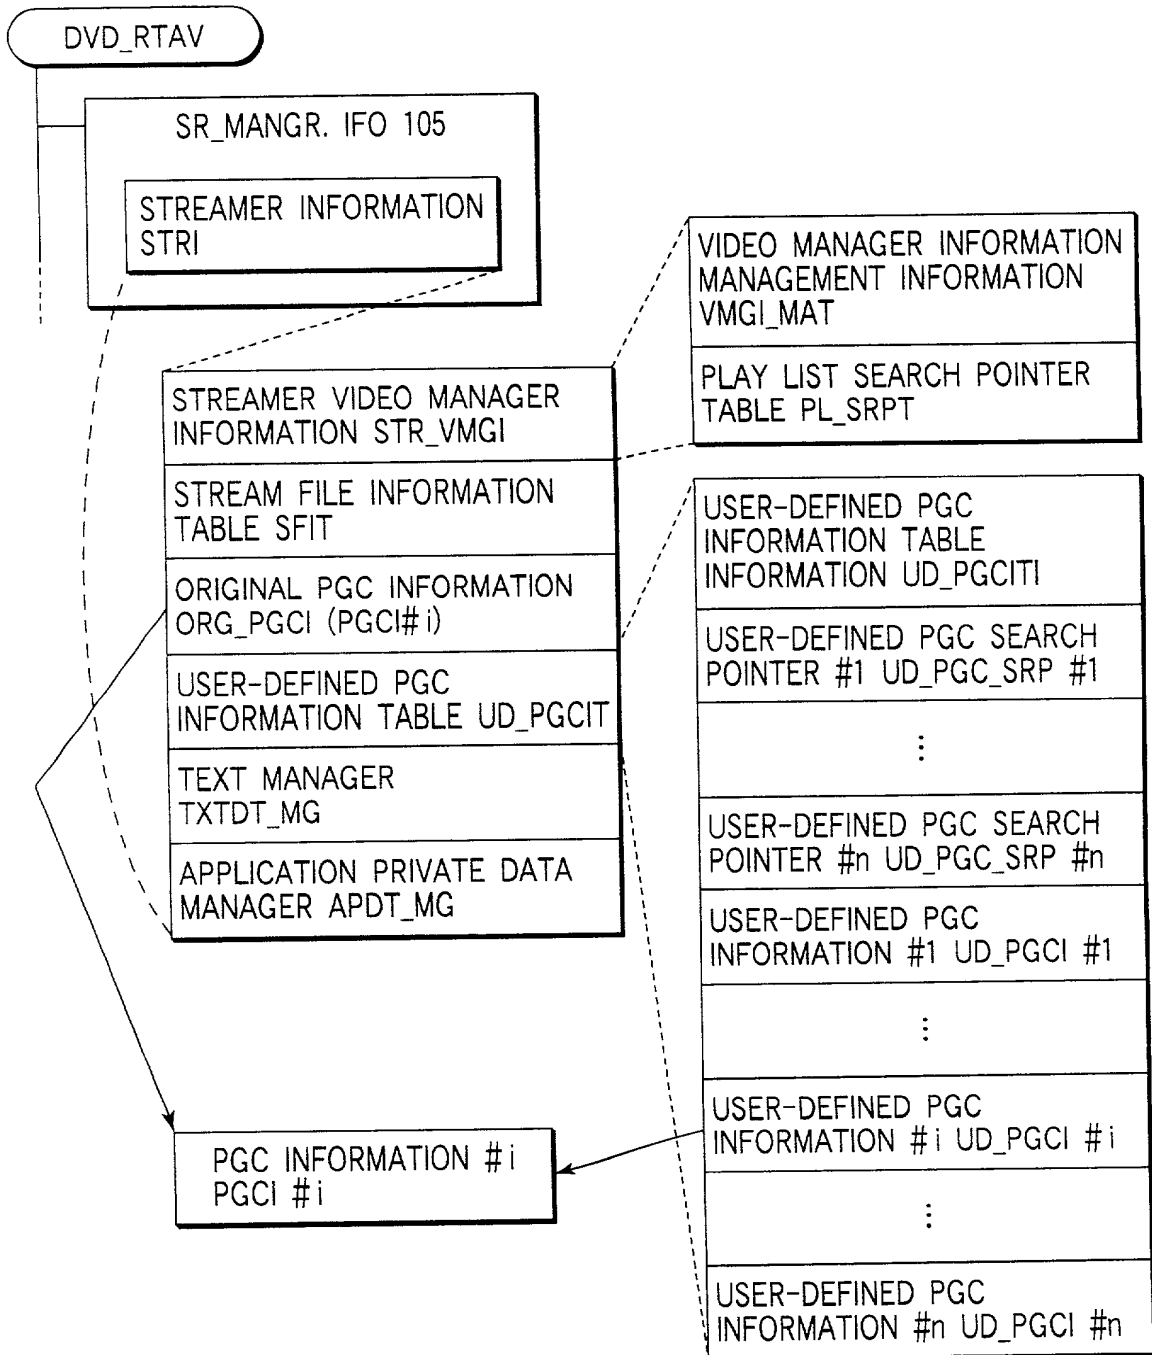 DVD_RTAV
SR_MANGR. IFO 105
STREAMER INFORMATION
STRI
STREAMER VIDEO MANAGER
INFORMATION STR_VMGI
STREAM FILE INFORMATION
TABLE SFIT
ORIGINAL PGC INFORMATION
ORG_PGCI (PGCI#i)
USER-DEFINED PGC
INFORMATION TABLE UD_PGCIT
TEXT MANAGER
TXTDT_MG
APPLICATION PRIVATE DATA
MANAGER APDT_MG
VIDEO MANAGER INFORMATION
MANAGEMENT INFORMATION
VMGI_MAT
PLAY LIST SEARCH POINTER
TABLE PL_SRPT
USER-DEFINED PGC
INFORMATION TABLE
INFORMATION UD_PGCITI
USER-DEFINED PGC SEARCH
POINTER #1 UD_PGC_SRP #1
⋮
USER-DEFINED PGC SEARCH
POINTER #n UD_PGC_SRP #n
USER-DEFINED PGC
INFORMATION #1 UD_PGCI #1
⋮
USER-DEFINED PGC
INFORMATION #i UD_PGCI #i
⋮
USER-DEFINED PGC
INFORMATION #n UD_PGCI #n
PGC INFORMATION #i
PGCI #i